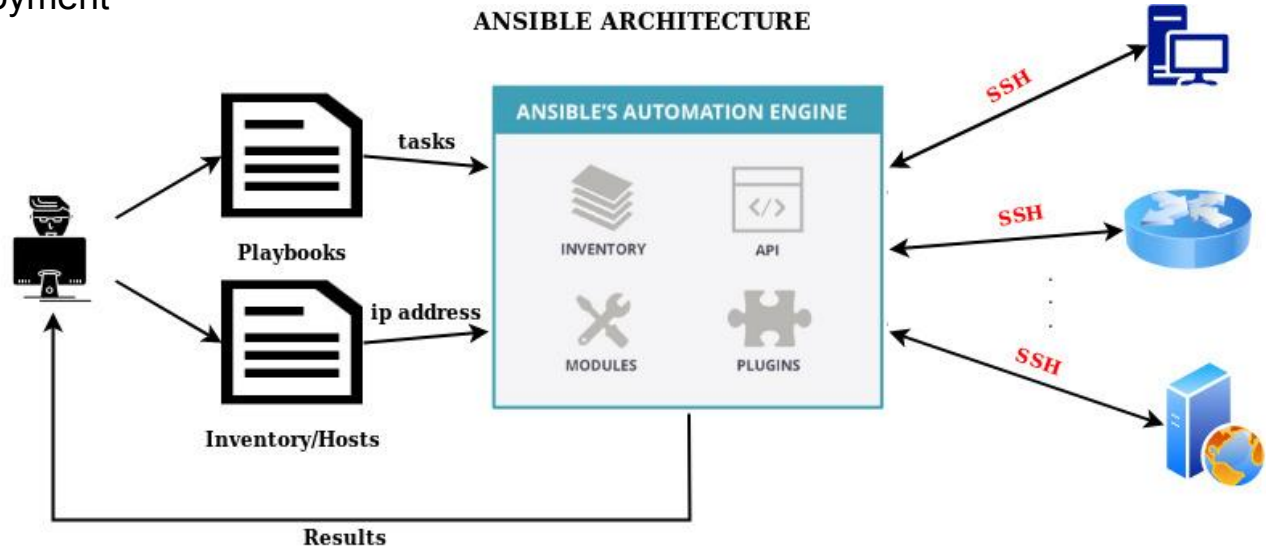 ANSIBLE ARCHITECTURE
SSH
ANSIBLE'S AUTOMATION ENGINE
tasks
Playbooks
INVENTORY
API
SSH
ip address
MODULES
PLUGINS
SSH
Inventory/Hosts
Results